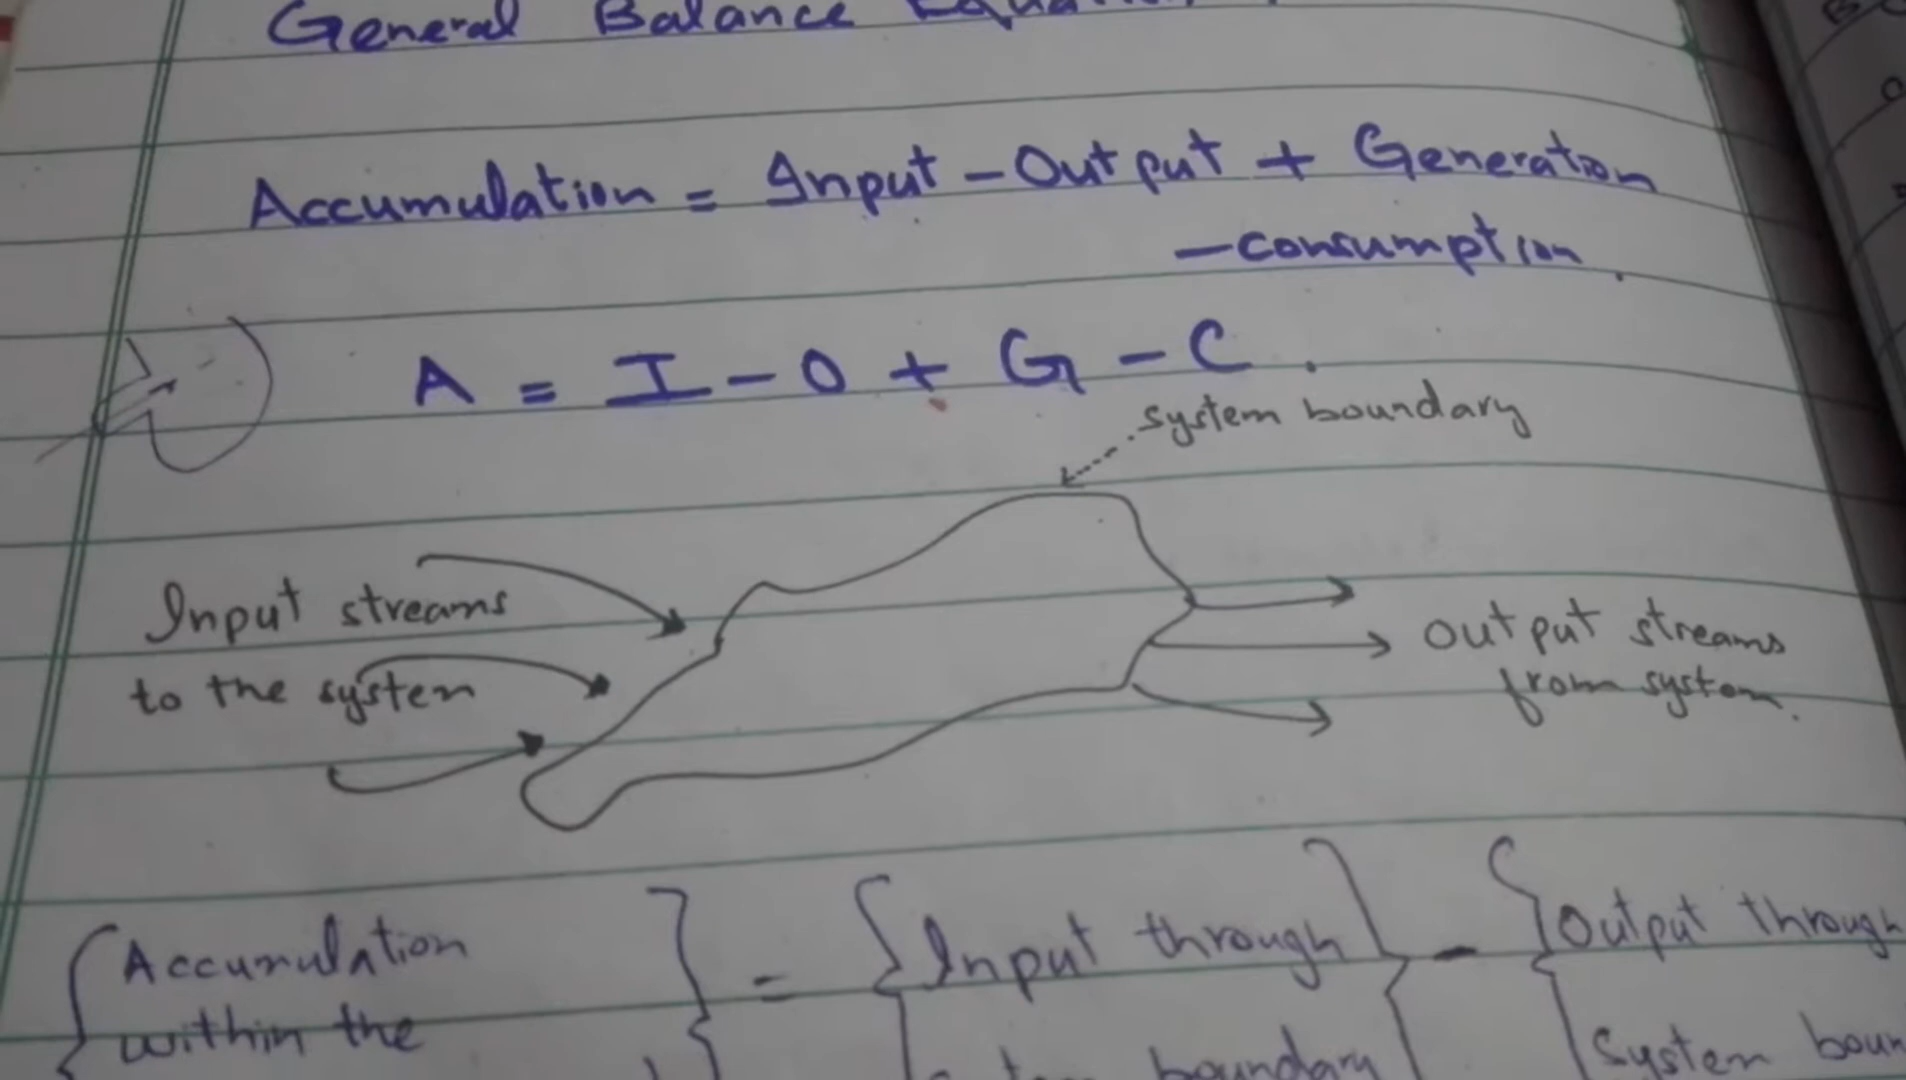 General Balance
Accumulation = Input - Output + Generation
- consumption.
A = I - O + G - C.
system boundary
Input streams
to the system
output streams
from system.
{Accumulation} = {Input through} - {Output through
within the
boundary
System